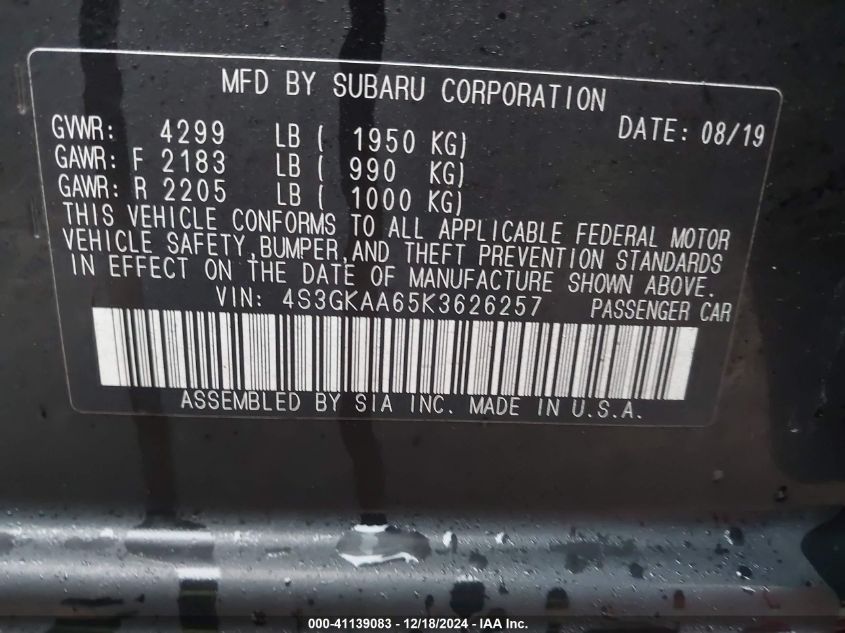 MFD BY SUBARU CORPORATION
GVWR: 4299 LB ( 1950 KG) DATE: 08/19
GAWR: F 2183 LB ( 990 KG)
GAWR: R 2205 LB ( 1000 KG)
THIS VEHICLE CONFORMS TO ALL APPLICABLE FEDERAL MOTOR
VEHICLE SAFETY, BUMPER, AND THEFT PREVENTION STANDARDS
IN EFFECT ON THE DATE OF MANUFACTURE SHOWN ABOVE.
VIN: 4S3GKAA65K3626257 PASSENGER CAR
ASSEMBLED BY SIA INC. MADE IN U.S.A.
000-41139083 - 12/18/2024 - IAA Inc.